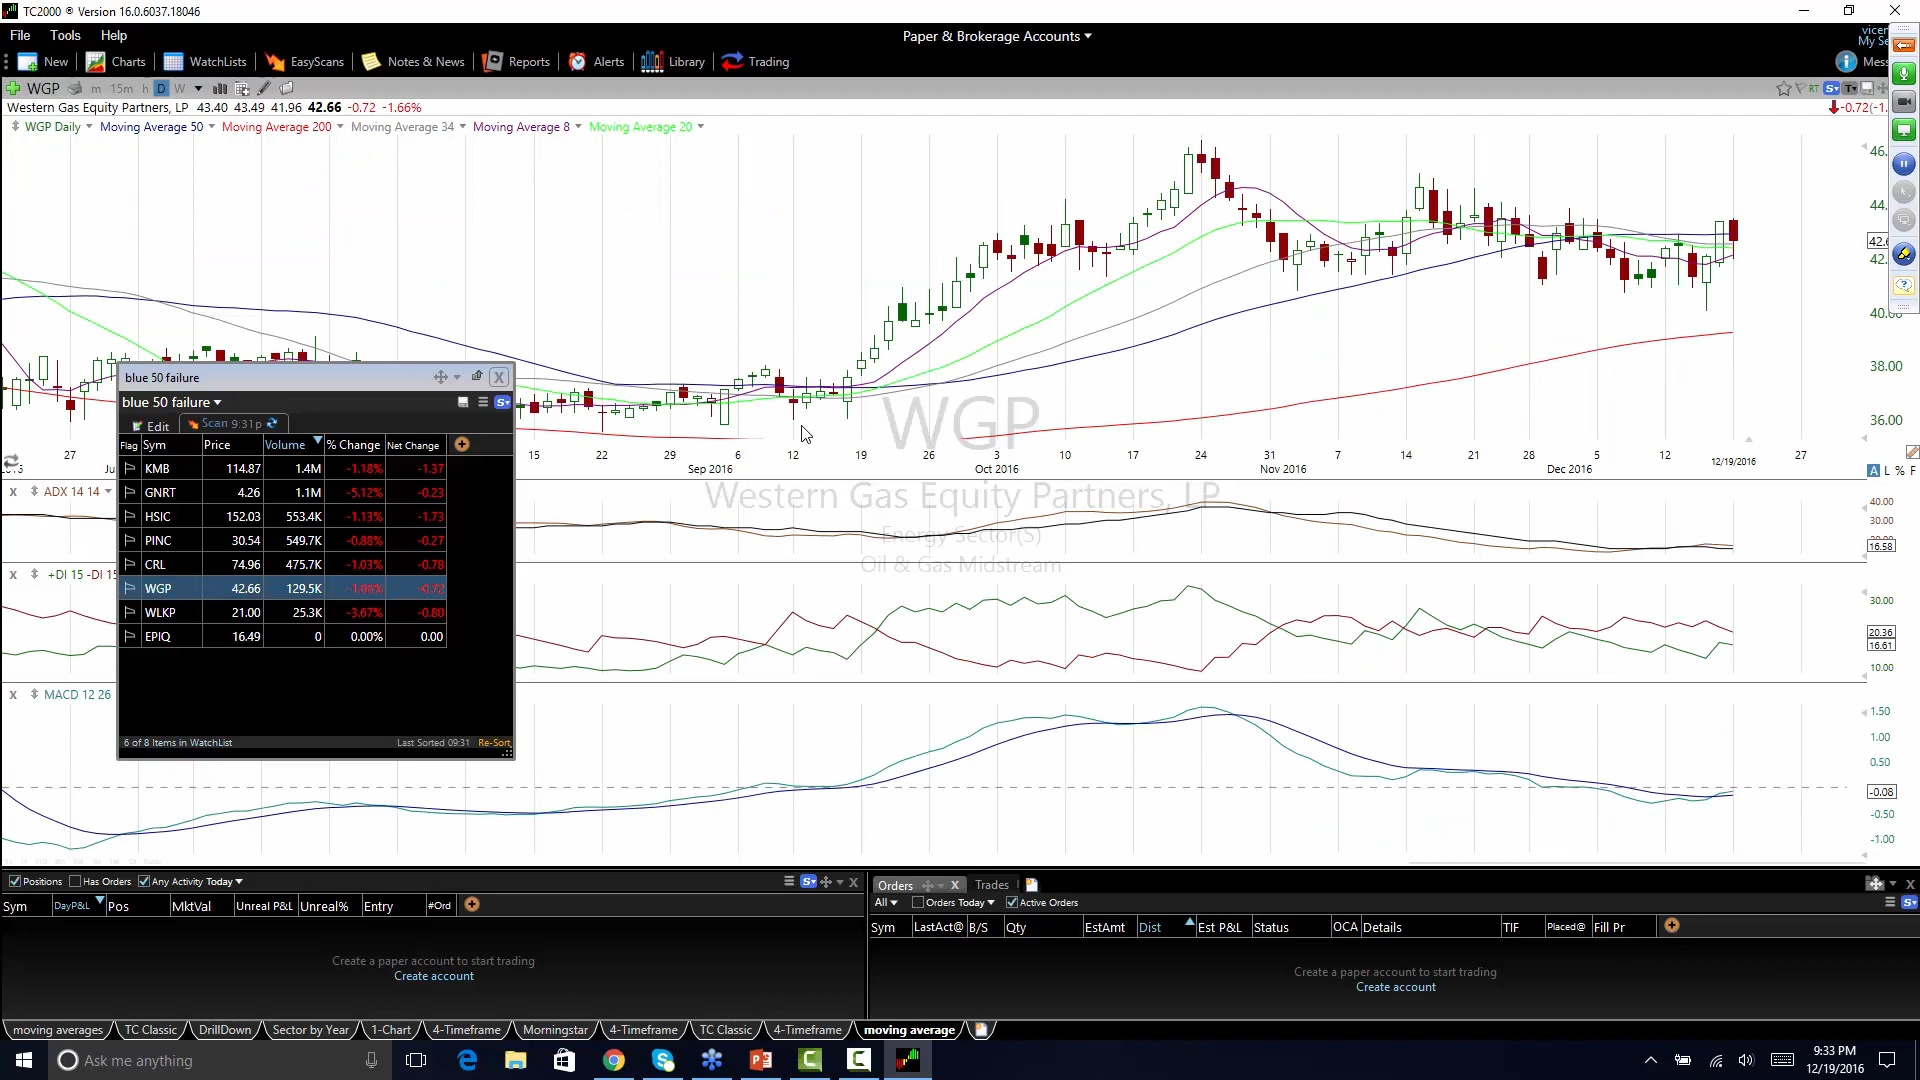 TC2000 ® Version 16.0.6037.18046
File Tools Help
Paper & Brokerage Accounts
New Charts WatchLists EasyScans Notes & News Reports Alerts Library Trading
WGP m 15m h D W
RT
Western Gas Equity Partners, LP 43.40 43.49 41.96 42.66 -0.72 -1.66%
-0.72(-1.
WGP Daily Moving Average 50 Moving Average 200 Moving Average 34 Moving Average 8 Moving Average 20
46.
44.
42.
40.00
38.00
36.00
WGP
27 15 22 6 12 19 26 10 17 24 31 7 14 21 28 5 12 27
Sep 2016 Oct 2016 Nov 2016 Dec 2016 12/19/2016
A L % F
Western Gas Equity Partners, LP
Energy Sector(S)
Oil & Gas Midstream
blue 50 failure
blue 50 failure
Edit Scan 9:31p
Flag Sym Price Volume % Change Net Change
KMB 114.87 1.4M -1.18% -1.37
GNRT 4.26 1.1M -5.12% -0.23
HSIC 152.03 553.4K -1.13% -1.73
PINC 30.54 549.7K -0.88% -0.27
CRL 74.96 475.7K -1.03% -0.78
WGP 42.66 129.5K -1.66% -0.72
WLKP 21.00 25.3K -3.67% -0.80
EPIQ 16.49 0 0.00% 0.00
6 of 8 Items in WatchList Last Sorted 09:31 Re-Sort
ADX 14 14
40.00
30.00
16.58
+DI 15 -DI 15
30.00
20.36
16.61
10.00
MACD 12 26
1.50
1.00
0.50
-0.08
-0.50
-1.00
Positions Has Orders Any Activity Today
Sym DayP&L Pos MktVal Unreal P&L Unreal% Entry #Ord
Create a paper account to start trading
Create account
Orders Trades
All Orders Today Active Orders
Sym LastAct@ B/S Qty EstAmt Dist Est P&L Status OCA Details TIF Placed@ Fill Pr
Create a paper account to start trading
Create account
moving averages TC Classic DrillDown Sector by Year 1-Chart 4-Timeframe Morningstar 4-Timeframe TC Classic 4-Timeframe moving average
Ask me anything
9:33 PM
12/19/2016